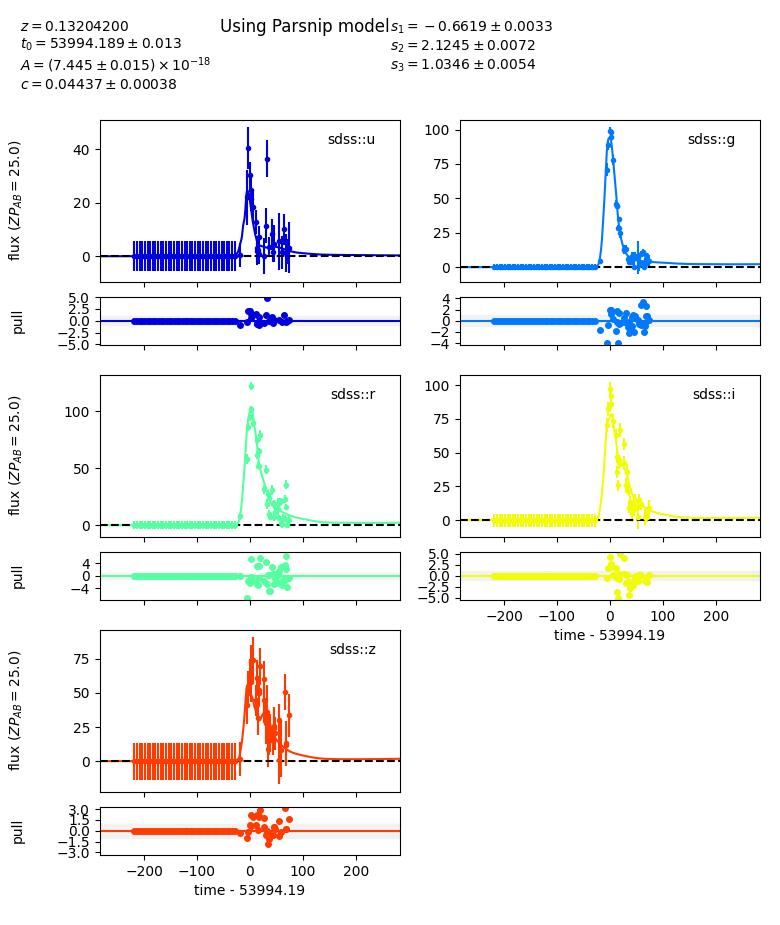 Using Parsnip model
z = 0.13204200
t₀ = 53994.189 ± 0.013
A = (7.445 ± 0.015) × 10⁻¹⁸
c = 0.04437 ± 0.00038
s₁ = −0.6619 ± 0.0033
s₂ = 2.1245 ± 0.0072
s₃ = 1.0346 ± 0.0054
sdss::u
flux (ZP_AB = 25.0)
40
20
0
pull
5.0
2.5
0.0
−2.5
−5.0
sdss::g
100
75
50
25
0
4
2
0
−2
−4
sdss::r
flux (ZP_AB = 25.0)
100
50
0
pull
4
0
−4
sdss::i
100
75
50
25
0
5.0
2.5
0.0
−2.5
−5.0
−200 −100 0 100 200
time - 53994.19
sdss::z
flux (ZP_AB = 25.0)
75
50
25
0
pull
3.0
1.5
0.0
−1.5
−3.0
−200 −100 0 100 200
time - 53994.19